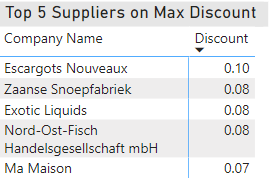 Top 5 Suppliers on Max Discount
Company Name Discount
Escargots Nouveaux 0.10
Zaanse Snoepfabriek 0.08
Exotic Liquids 0.08
Nord-Ost-Fisch 0.08
Handelsgesellschaft mbH
Ma Maison 0.07